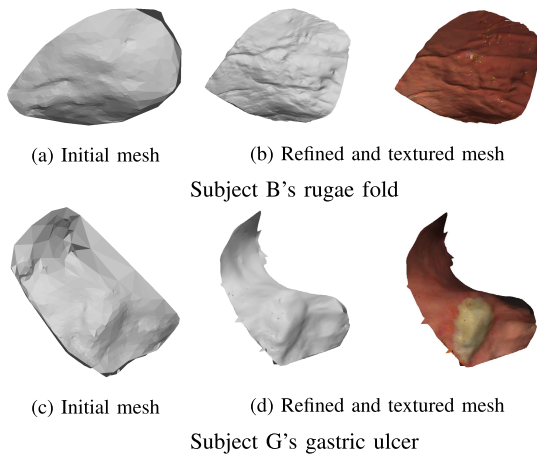 (a) Initial mesh
(b) Refined and textured mesh
Subject B's rugae fold
(c) Initial mesh
(d) Refined and textured mesh
Subject G's gastric ulcer